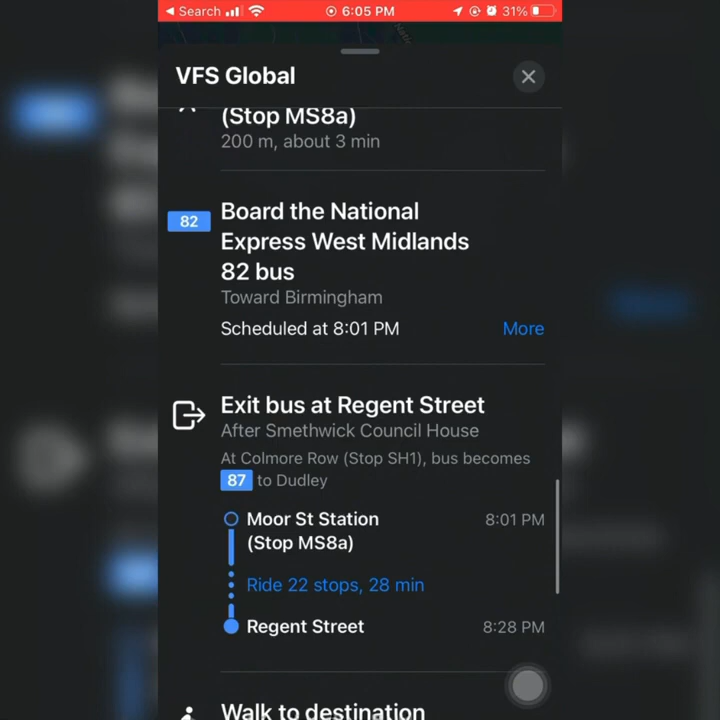 Search
6:05 PM
31%
VFS Global
(Stop MS8a)
200 m, about 3 min
82
Board the National
Express West Midlands
82 bus
Toward Birmingham
Scheduled at 8:01 PM
More
Exit bus at Regent Street
After Smethwick Council House
At Colmore Row (Stop SH1), bus becomes
87 to Dudley
Moor St Station
8:01 PM
(Stop MS8a)
Ride 22 stops, 28 min
Regent Street
8:28 PM
Walk to destination